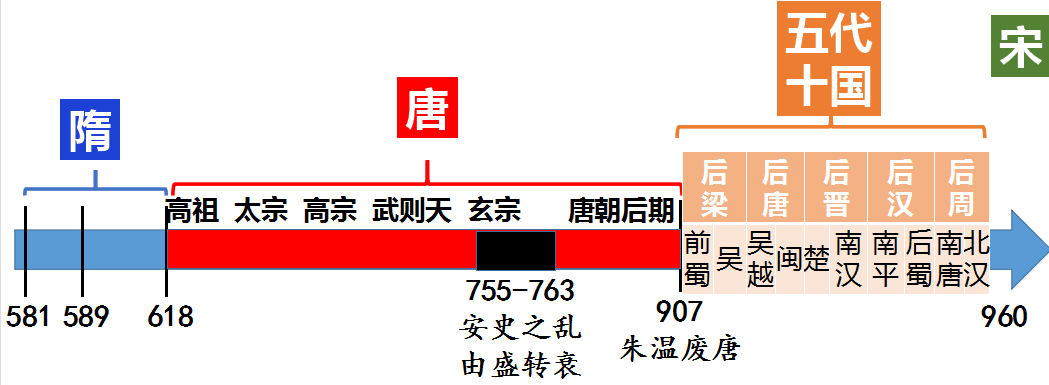 隋
唐
五代
十国
宋
高祖 太宗 高宗 武则天 玄宗 唐朝后期
后梁 后唐 后晋 后汉 后周
前蜀 吴 吴越 闽 楚 南汉 南平 后蜀 南唐 北汉
581 589 618 755-763 907 960
安史之乱
由盛转衰
朱温废唐